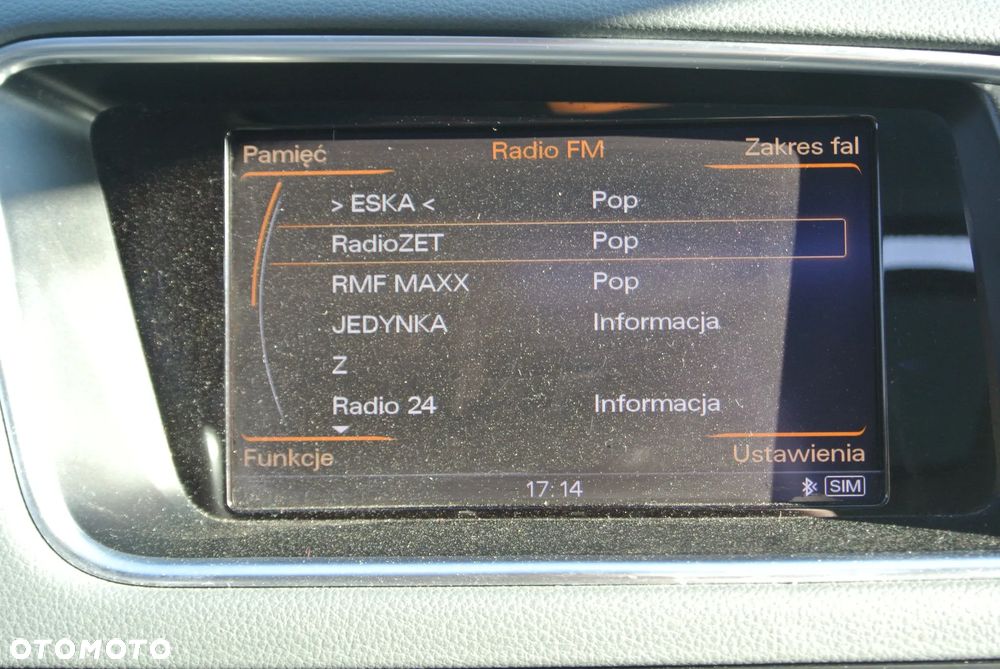 Pamięć Radio FM Zakres fal
> ESKA < Pop
RadioZET Pop
RMF MAXX Pop
JEDYNKA Informacja
Z
Radio 24 Informacja
Funkcje Ustawienia
17:14 SIM
OTOMOTO